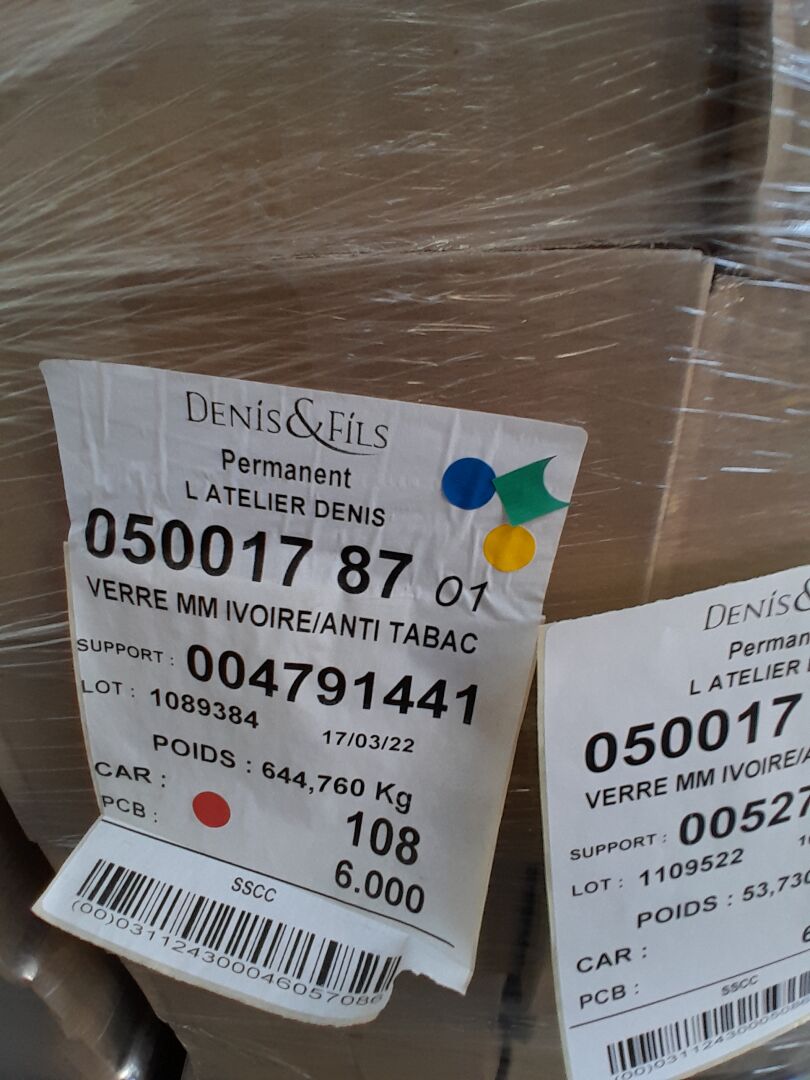 DENIS&FILS
Permanent
L ATELIER DENIS
050017 87 01
VERRE MM IVOIRE/ANTI TABAC
SUPPORT : 004791441
LOT : 1089384 17/03/22
POIDS : 644,760 Kg
CAR : 108
PCB : 6.000
SSCC
(00)031124300046057086
DENIS&
Perman
L ATELIER
050017
VERRE MM IVOIRE/
SUPPORT : 00527
LOT : 1109522
POIDS : 53,730
CAR :
PCB :
SSCC